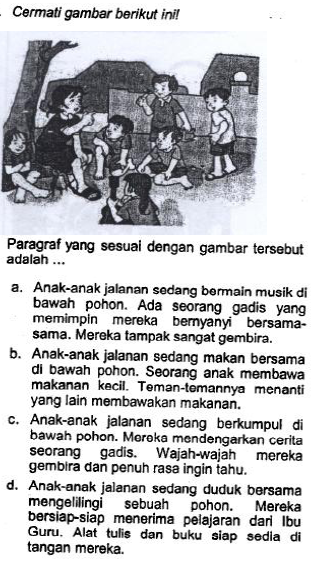 Cermati gambar berikut ini!
Paragraf yang sesuai dengan gambar tersebut
adalah ...
a. Anak-anak jalanan sedang bermain musik di
bawah pohon. Ada seorang gadis yang
memimpin mereka bernyanyi bersama-
sama. Mereka tampak sangat gembira.
b. Anak-anak jalanan sedang makan bersama
di bawah pohon. Seorang anak membawa
makanan kecil. Teman-temannya menanti
yang lain membawakan makanan.
c. Anak-anak jalanan sedang berkumpul di
bawah pohon. Mereka mendengarkan cerita
seorang gadis. Wajah-wajah mereka
gembira dan penuh rasa ingin tahu.
d. Anak-anak jalanan sedang duduk bersama
mengelilingi sebuah pohon. Mereka
bersiap-siap menerima pelajaran dari Ibu
Guru. Alat tulis dan buku siap sedia di
tangan mereka.